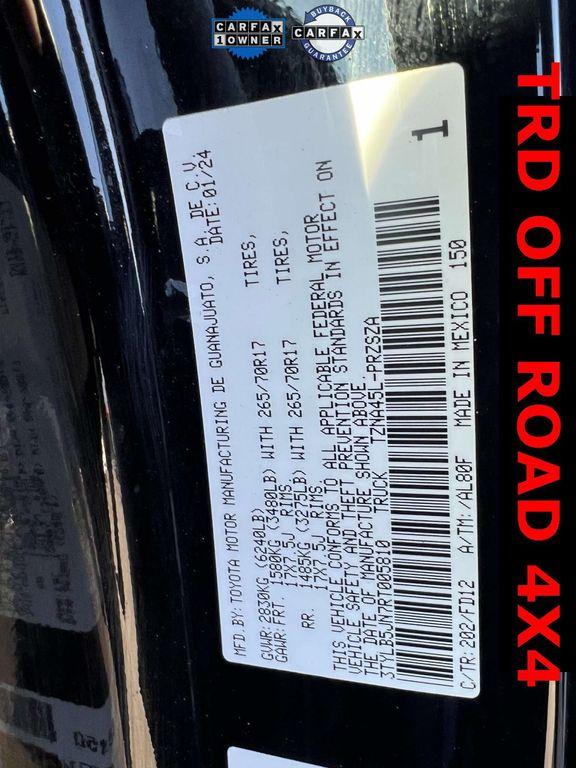 CARFAX
1 OWNER
BUYBACK
CARFAX
GUARANTEE
TRD OFF ROAD 4X4
MFD. BY: TOYOTA MOTOR MANUFACTURING DE GUANAJUATO, S.A. DE C.V.
DATE: 01/24
GVWR: 2830KG (6240LB)
GAWR: FRT. 1580KG (3480LB) WITH 265/70R17 TIRES,
17X7.5J RIMS,
RR. 1485KG (3275LB) WITH 265/70R17 TIRES,
17X7.5J RIMS.
THIS VEHICLE CONFORMS TO ALL APPLICABLE FEDERAL MOTOR
VEHICLE SAFETY AND THEFT PREVENTION STANDARDS IN EFFECT ON
THE DATE OF MANUFACTURE SHOWN ABOVE.
3TYLB5JN7RT005810 TRUCK TZNA45L-PRZSZA
C/TR: 202/FD12 A/TM: /AL80F MADE IN MEXICO 150
1